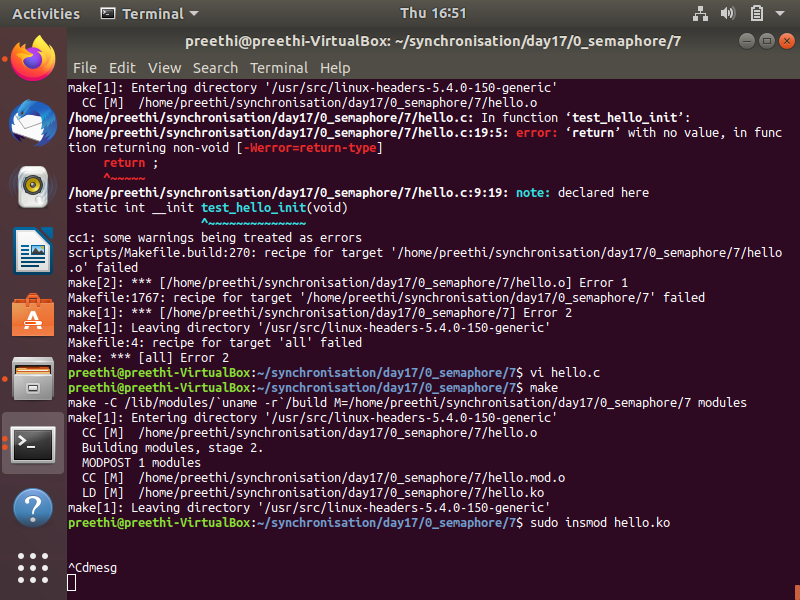 Activities Terminal Thu 16:51
preethi@preethi-VirtualBox: ~/synchronisation/day17/0_semaphore/7
File Edit View Search Terminal Help
make[1]: Entering directory '/usr/src/linux-headers-5.4.0-150-generic'
CC [M] /home/preethi/synchronisation/day17/0_semaphore/7/hello.o
/home/preethi/synchronisation/day17/0_semaphore/7/hello.c: In function ‘test_hello_init’:
/home/preethi/synchronisation/day17/0_semaphore/7/hello.c:19:5: error: ‘return’ with no value, in func
tion returning non-void [-Werror=return-type]
return ;
^~~~~~
/home/preethi/synchronisation/day17/0_semaphore/7/hello.c:9:19: note: declared here
static int __init test_hello_init(void)
^~~~~~~~~~~~~~~
cc1: some warnings being treated as errors
scripts/Makefile.build:270: recipe for target '/home/preethi/synchronisation/day17/0_semaphore/7/hello
.o' failed
make[2]: *** [/home/preethi/synchronisation/day17/0_semaphore/7/hello.o] Error 1
Makefile:1767: recipe for target '/home/preethi/synchronisation/day17/0_semaphore/7' failed
make[1]: *** [/home/preethi/synchronisation/day17/0_semaphore/7] Error 2
make[1]: Leaving directory '/usr/src/linux-headers-5.4.0-150-generic'
Makefile:4: recipe for target 'all' failed
make: *** [all] Error 2
preethi@preethi-VirtualBox:~/synchronisation/day17/0_semaphore/7$ vi hello.c
preethi@preethi-VirtualBox:~/synchronisation/day17/0_semaphore/7$ make
make -C /lib/modules/`uname -r`/build M=/home/preethi/synchronisation/day17/0_semaphore/7 modules
make[1]: Entering directory '/usr/src/linux-headers-5.4.0-150-generic'
CC [M] /home/preethi/synchronisation/day17/0_semaphore/7/hello.o
Building modules, stage 2.
MODPOST 1 modules
CC [M] /home/preethi/synchronisation/day17/0_semaphore/7/hello.mod.o
LD [M] /home/preethi/synchronisation/day17/0_semaphore/7/hello.ko
make[1]: Leaving directory '/usr/src/linux-headers-5.4.0-150-generic'
preethi@preethi-VirtualBox:~/synchronisation/day17/0_semaphore/7$ sudo insmod hello.ko
^Cdmesg